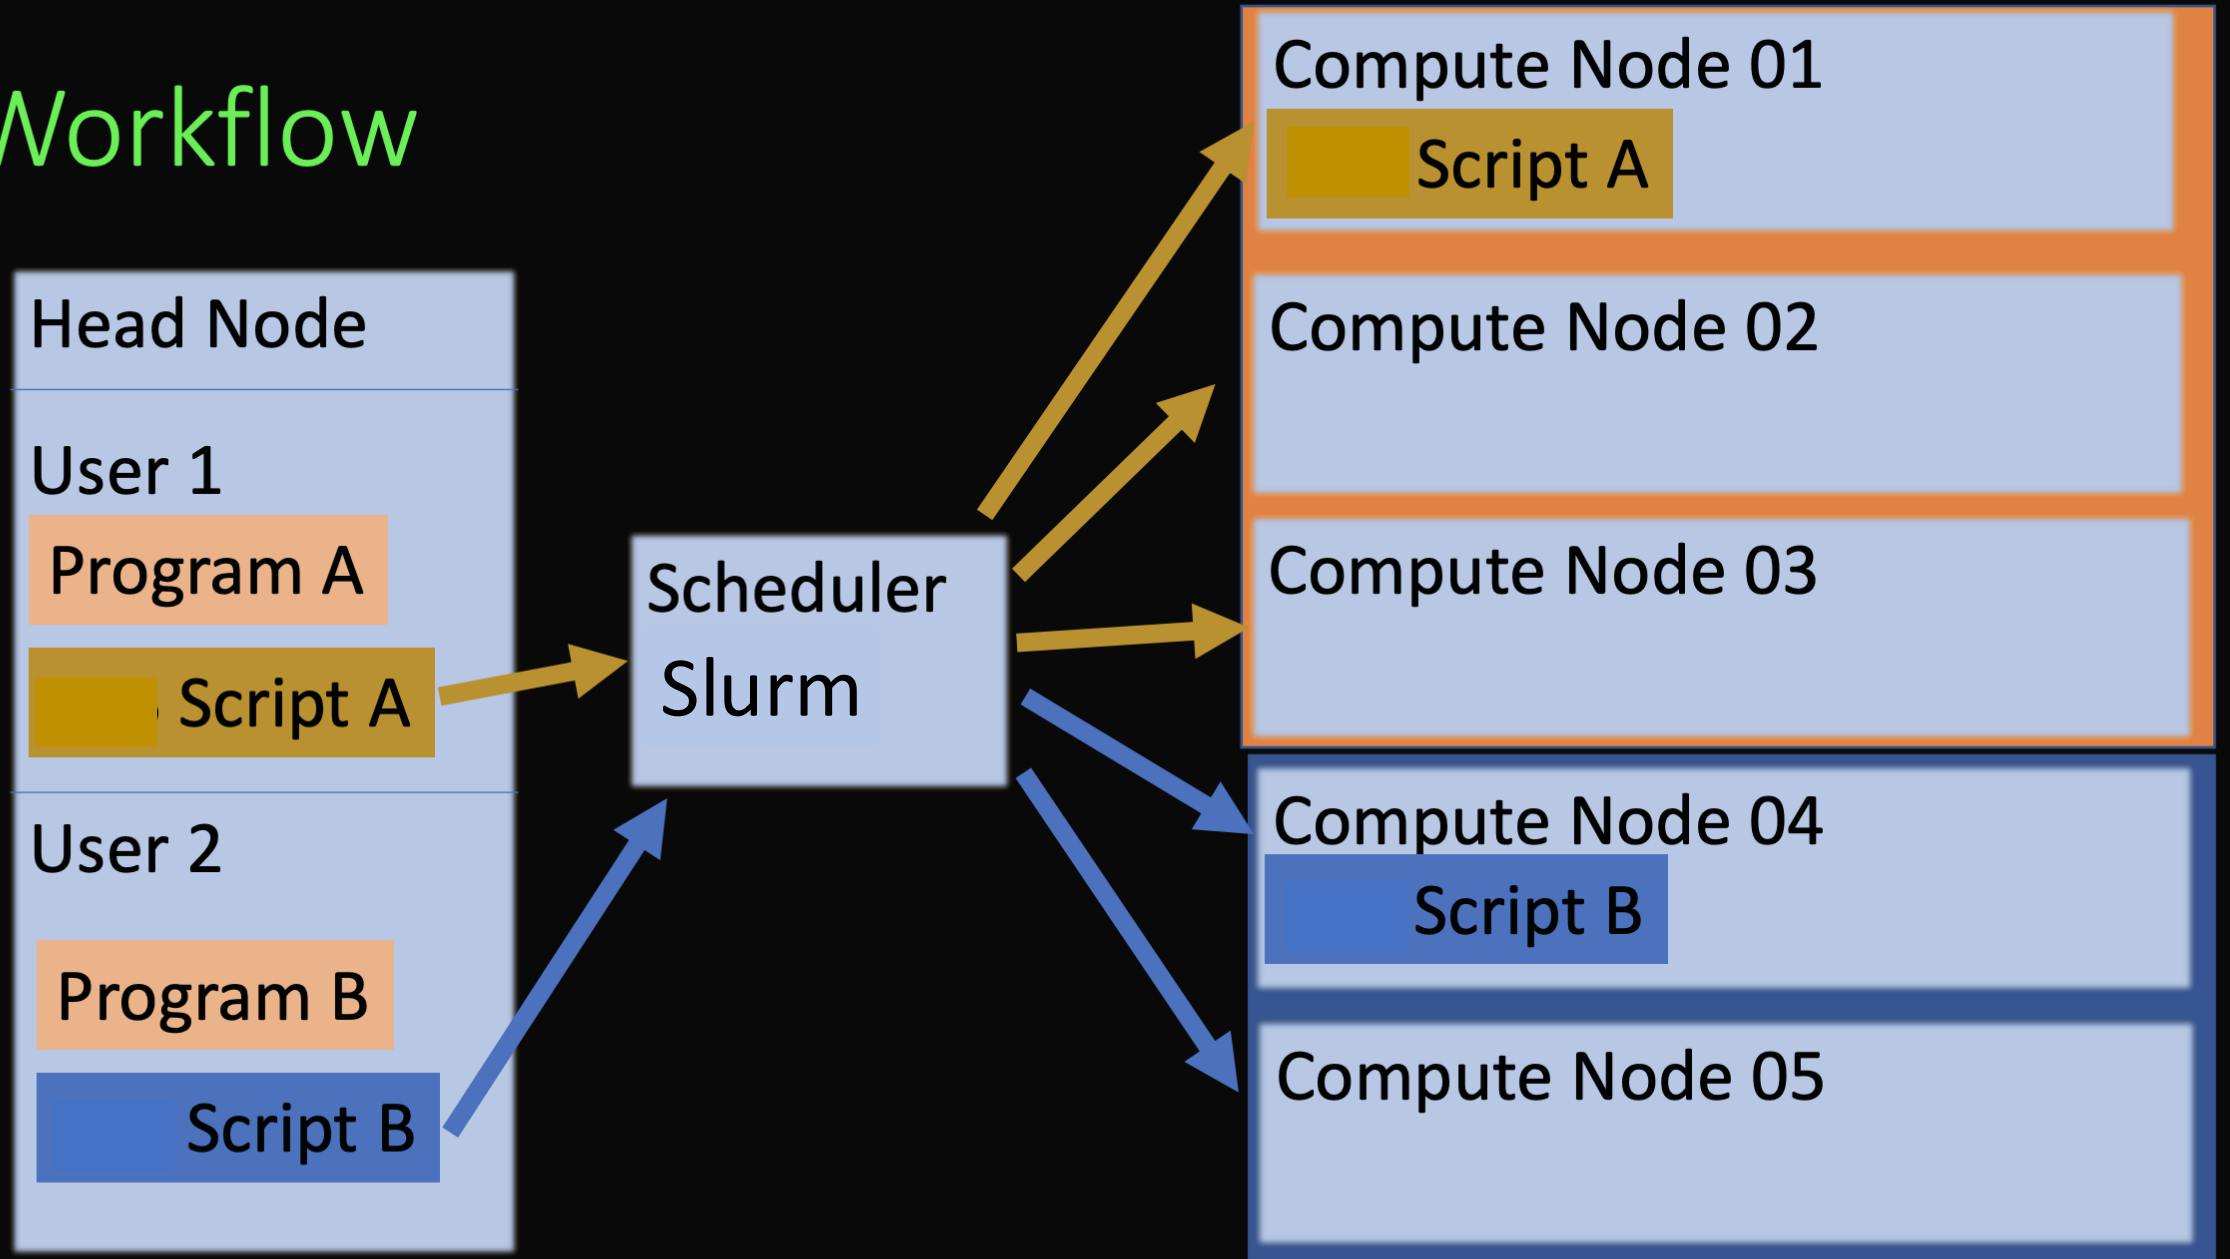 Workflow
Head Node
User 1
Program A
Script A
User 2
Program B
Script B
Scheduler
Slurm
Compute Node 01
Script A
Compute Node 02
Compute Node 03
Compute Node 04
Script B
Compute Node 05